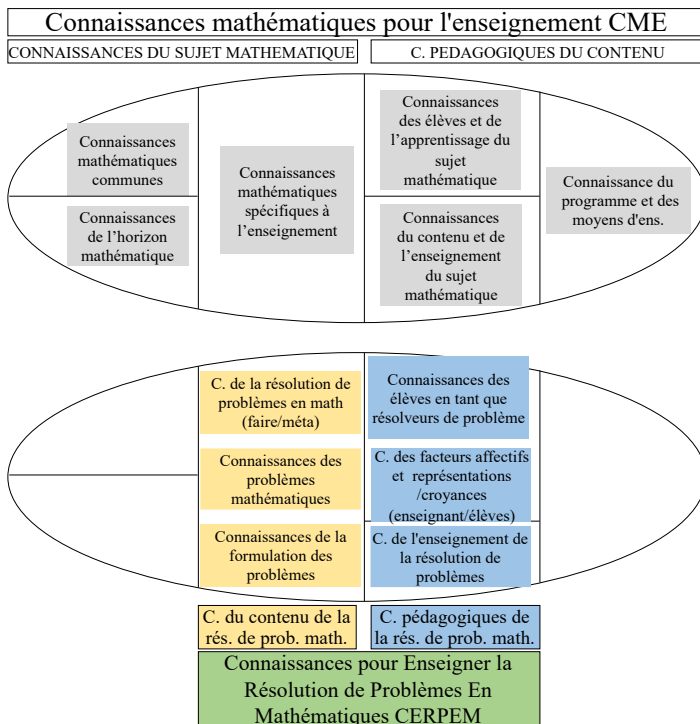 Connaissances mathématiques pour l'enseignement CME
CONNAISSANCES DU SUJET MATHEMATIQUE
C. PEDAGOGIQUES DU CONTENU
Connaissances
mathématiques
communes
Connaissances
de l’horizon
mathématique
Connaissances
mathématiques
spécifiques à
l’enseignement
Connaissances
des élèves et de
l’apprentissage du
sujet
mathématique
Connaissances
du contenu et de
l’enseignement
du sujet
mathématique
Connaissance du
programme et des
moyens d'ens.
C. de la résolution de
problèmes en math
(faire/méta)
Connaissances des
problèmes
mathématiques
Connaissances de la
formulation des
problèmes
Connaissances des
élèves en tant que
résolveurs de problème
C. des facteurs affectifs
et représentations
/croyances
(enseignant/élèves)
C. de l'enseignement de
la résolution de
problèmes
C. du contenu de la
rés. de prob. math.
C. pédagogiques de
la rés. de prob. math.
Connaissances pour Enseigner la
Résolution de Problèmes En
Mathématiques CERPEM